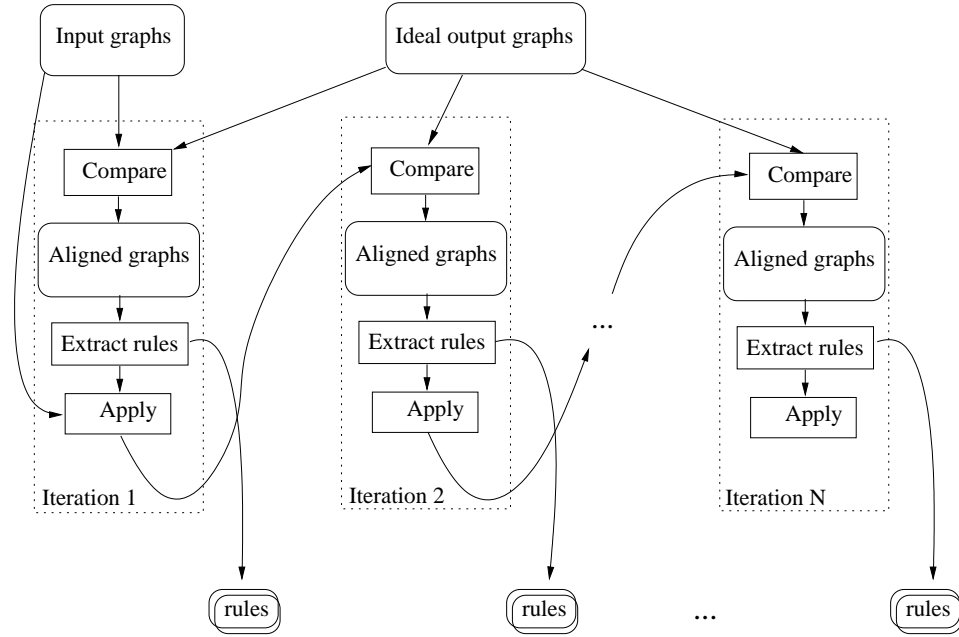 Input graphs
Ideal output graphs
Compare
Aligned graphs
Extract rules
Apply
Iteration 1
Compare
Aligned graphs
Extract rules
Apply
Iteration 2
...
Compare
Aligned graphs
Extract rules
Apply
Iteration N
rules
rules
...
rules